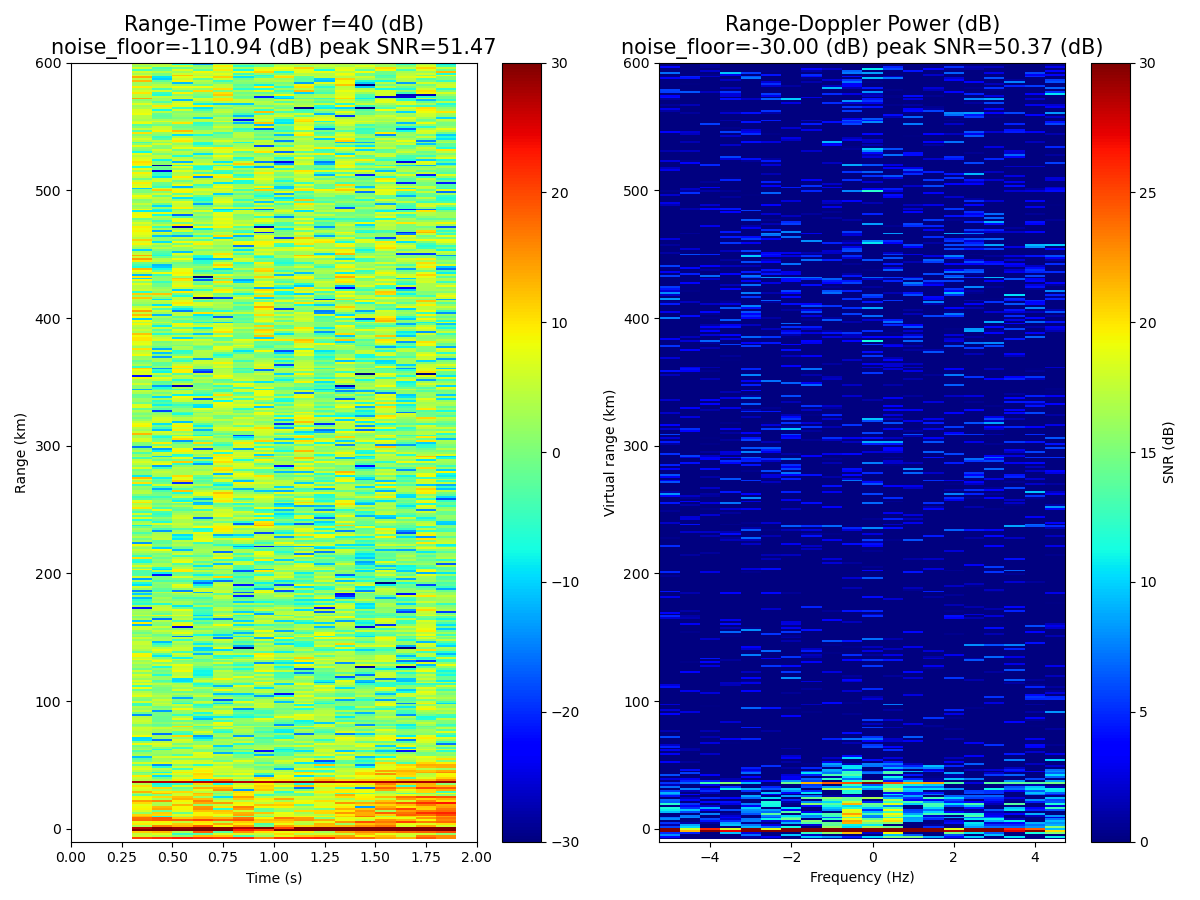 Range-Time Power f=40 (dB)
noise_floor=-110.94 (dB) peak SNR=51.47
Range-Doppler Power (dB)
noise_floor=-30.00 (dB) peak SNR=50.37 (dB)
600
500
400
300
200
100
0
Range (km)
0.00 0.25 0.50 0.75 1.00 1.25 1.50 1.75 2.00
Time (s)
30
20
10
0
−10
−20
−30
600
500
400
300
200
100
0
Virtual range (km)
−4 −2 0 2 4
Frequency (Hz)
30
25
20
15
10
5
0
SNR (dB)